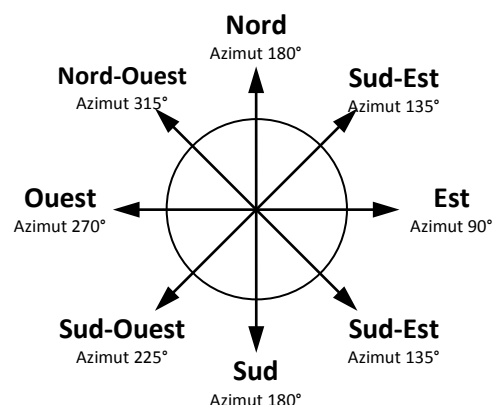 Nord
Azimut 180°
Nord-Ouest
Azimut 315°
Sud-Est
Azimut 135°
Ouest
Azimut 270°
Est
Azimut 90°
Sud-Ouest
Azimut 225°
Sud-Est
Azimut 135°
Sud
Azimut 180°